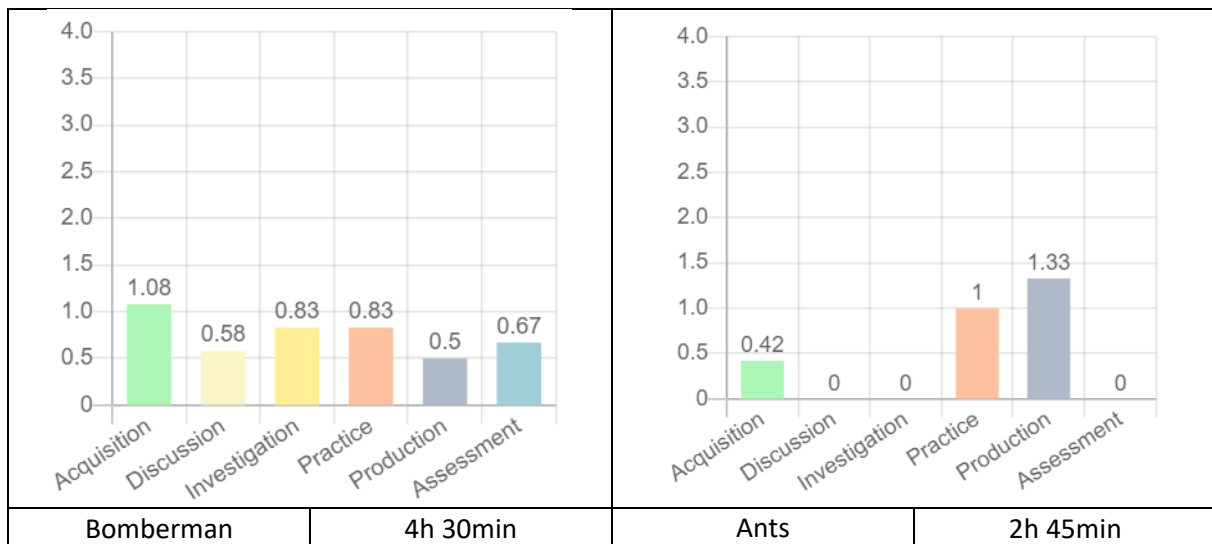 4.0
3.5
3.0
2.5
2.0
1.5
1.0
0.5
0
1.08
0.58
0.83
0.83
0.5
0.67
Acquisition
Discussion
Investigation
Practice
Production
Assessment
4.0
3.5
3.0
2.5
2.0
1.5
1.0
0.5
0
0.42
0
0
1
1.33
0
Acquisition
Discussion
Investigation
Practice
Production
Assessment
Bomberman 4h 30min Ants 2h 45min